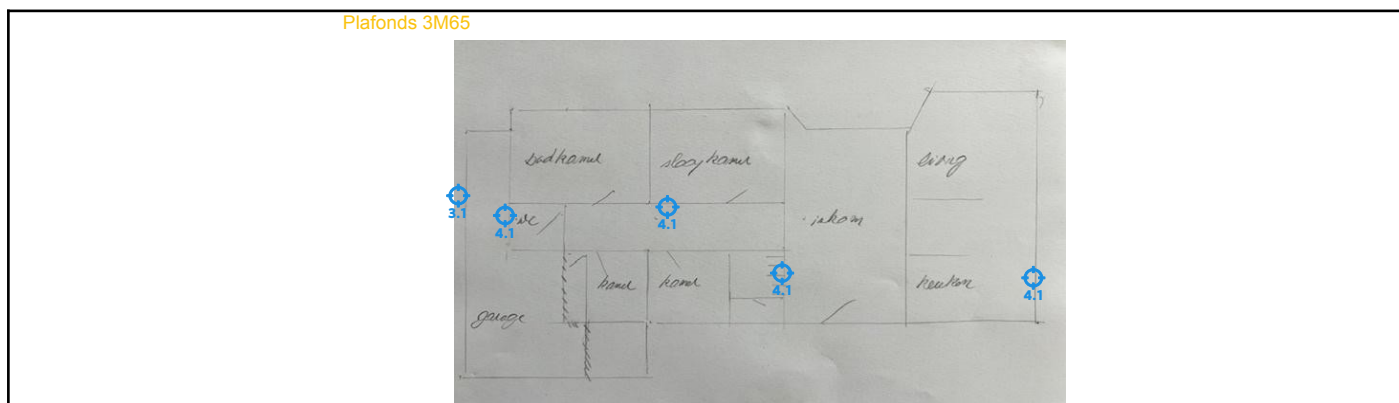 Plafonds 3M65
badkamer
slaapkamer
living
3.1
4.1
wc
4.1
inkom
kamer
kamer
4.1
keuken
4.1
garage